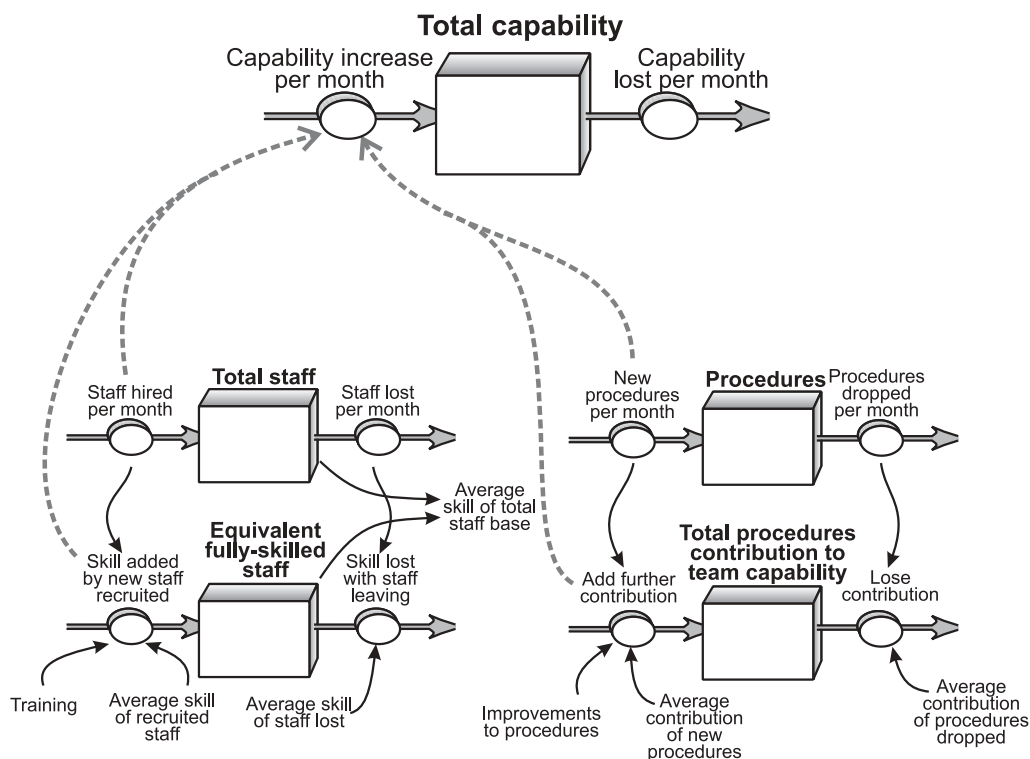 Total capability
Capability increase
per month
Capability
lost per month
Total staff
Staff hired
per month
Staff lost
per month
New
procedures
per month
Procedures
Procedures
dropped
per month
Average
skill of total
staff base
Equivalent
fully-skilled
staff
Skill added
by new staff
recruited
Skill lost
with staff
leaving
Total procedures
contribution to
team capability
Add further
contribution
Lose
contribution
Training
Average skill
of recruited
staff
Average skill
of staff lost
Improvements
to procedures
Average
contribution
of new
procedures
Average
contribution
of procedures
dropped